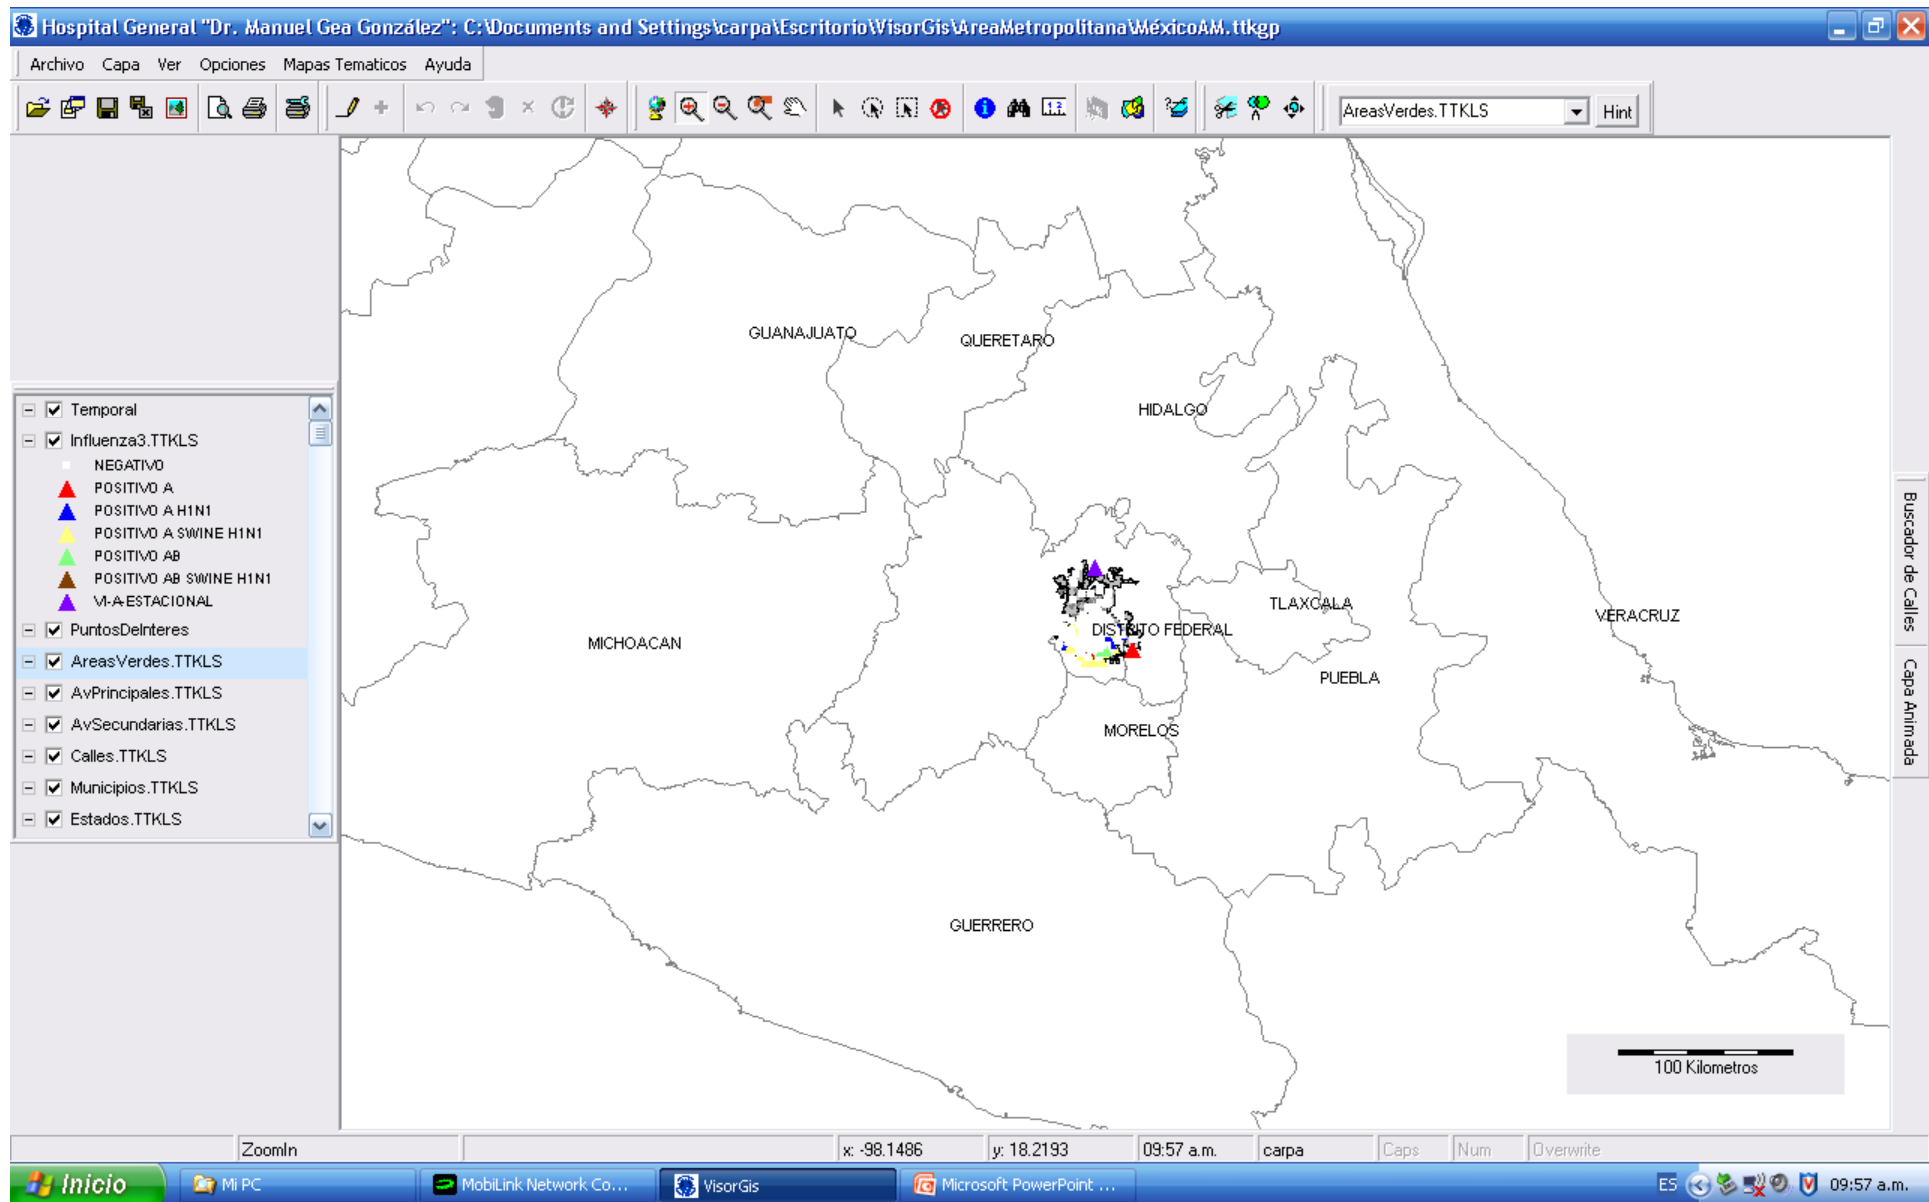 Hospital General "Dr. Manuel Gea González": C:\Documents and Settings\carpa\Escritorio\VisorGis\AreaMetropolitana\MéxicoAM.ttkgp
Archivo Capa Ver Opciones Mapas Tematicos Ayuda
AreasVerdes.TTKLS Hint
Temporal
Influenza3.TTKLS
NEGATIVO
POSITIVO A
POSITIVO A H1N1
POSITIVO A SWINE H1N1
POSITIVO AB
POSITIVO AB SWINE H1N1
VI-A-ESTACIONAL
PuntosDeInteres
AreasVerdes.TTKLS
AvPrincipales.TTKLS
AvSecundarias.TTKLS
Calles.TTKLS
Municipios.TTKLS
Estados.TTKLS
GUANAJUATO
QUERETARO
HIDALGO
TLAXCALA
VERACRUZ
DISTRITO FEDERAL
MICHOACAN
PUEBLA
MORELOS
GUERRERO
100 Kilometros
Buscador de Calles
Capa Animada
ZoomIn x: -98.1486 y: 18.2193 09:57 a.m. carpa Caps Num Overwrite
Inicio Mi PC MobiLink Network Co... VisorGis Microsoft PowerPoint ... ES 09:57 a.m.